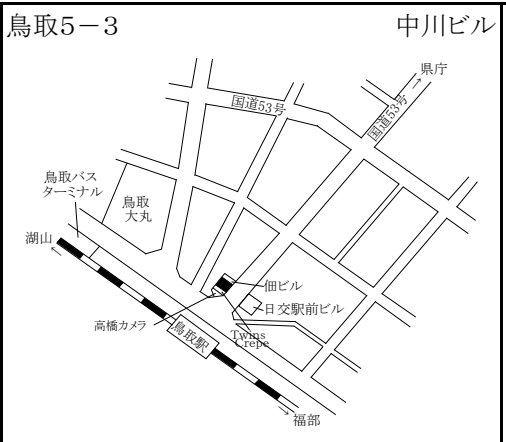 鳥取5－3
中川ビル
県庁
国道53号
国道53号
鳥取バス
ターミナル
鳥取
大丸
湖山
佃ビル
日交駅前ビル
高橋カメラ
Twins
Crepe
鳥取駅
福部